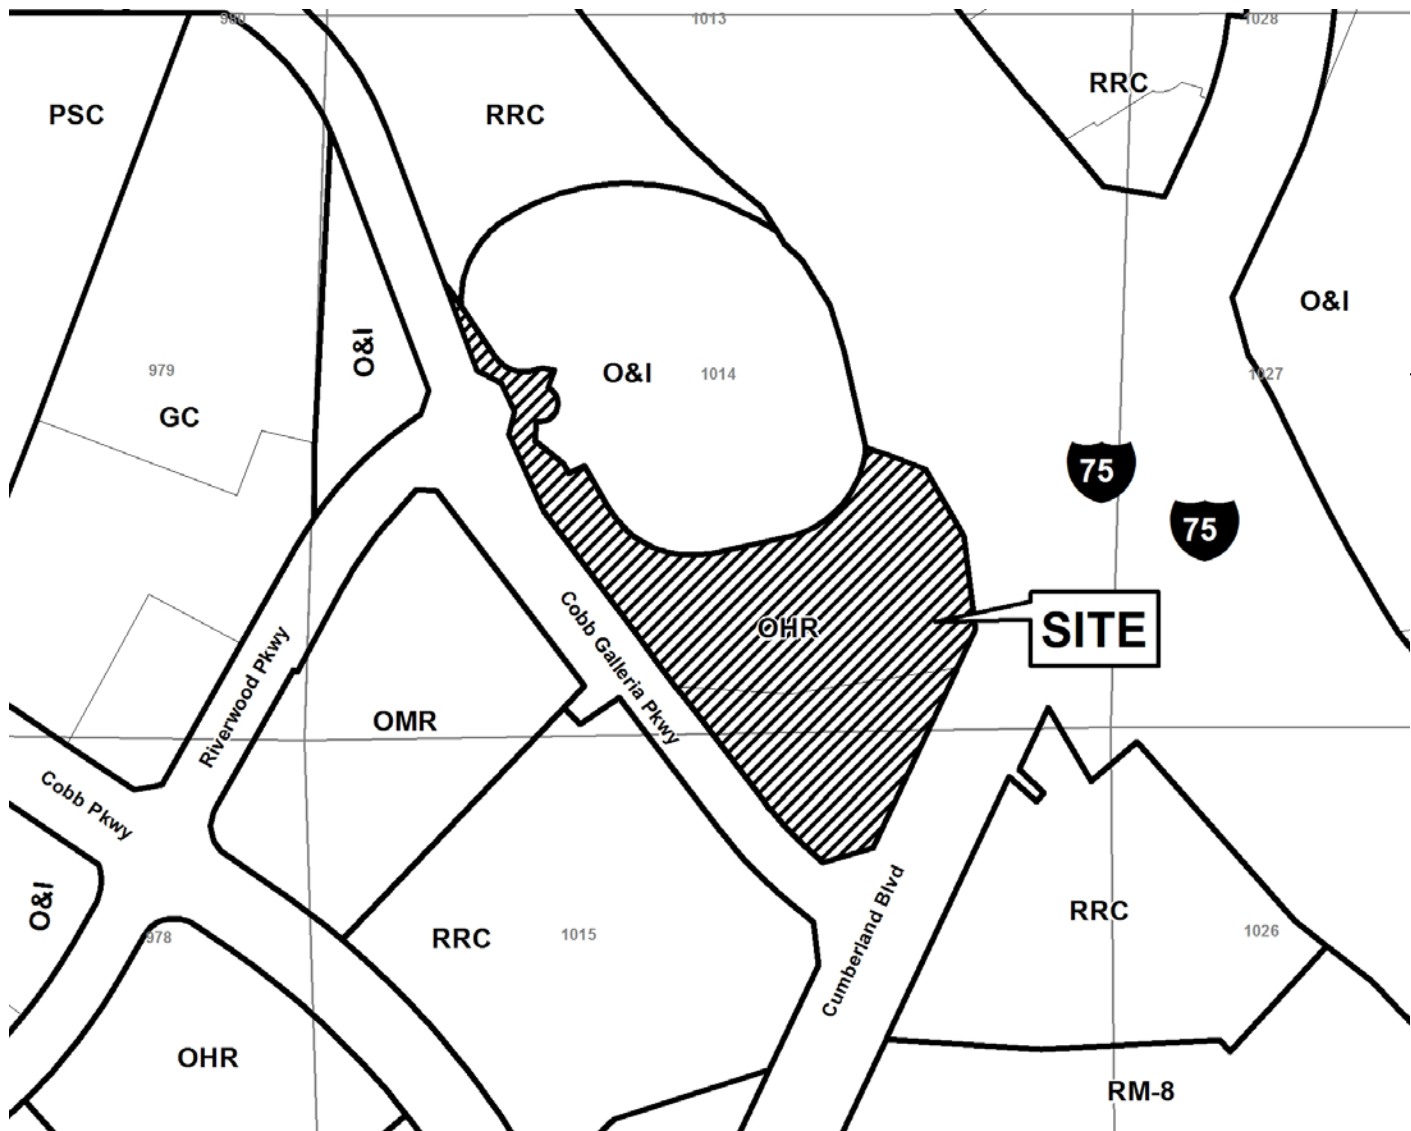 980
1013
1028
RRC
PSC
RRC
O&I
O&I
979
O&I
1014
1027
GC
75
75
OHR
SITE
Cobb Galleria Pkwy
Riverwood Pkwy
OMR
Cobb Pkwy
O&I
978
RRC
1015
Cumberland Blvd
RRC
1026
OHR
RM-8